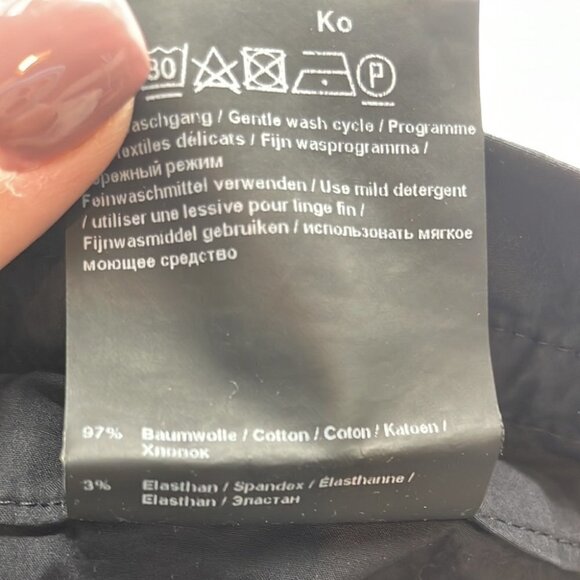 Ko
30 P
aschgang / Gentle wash cycle / Programme
textiles délicats / Fijn wasprogramma /
режный режим
Feinwaschmittel verwenden / Use mild detergent
/ utiliser une lessive pour linge fin /
Fijnwasmiddel gebruiken / использовать мягкое
моющее средство
97% Baumwolle / Cotton / Coton / Katoen /
Хлопок
3% Elasthan / Spandex / Élasthanne /
Elasthan / Эластан